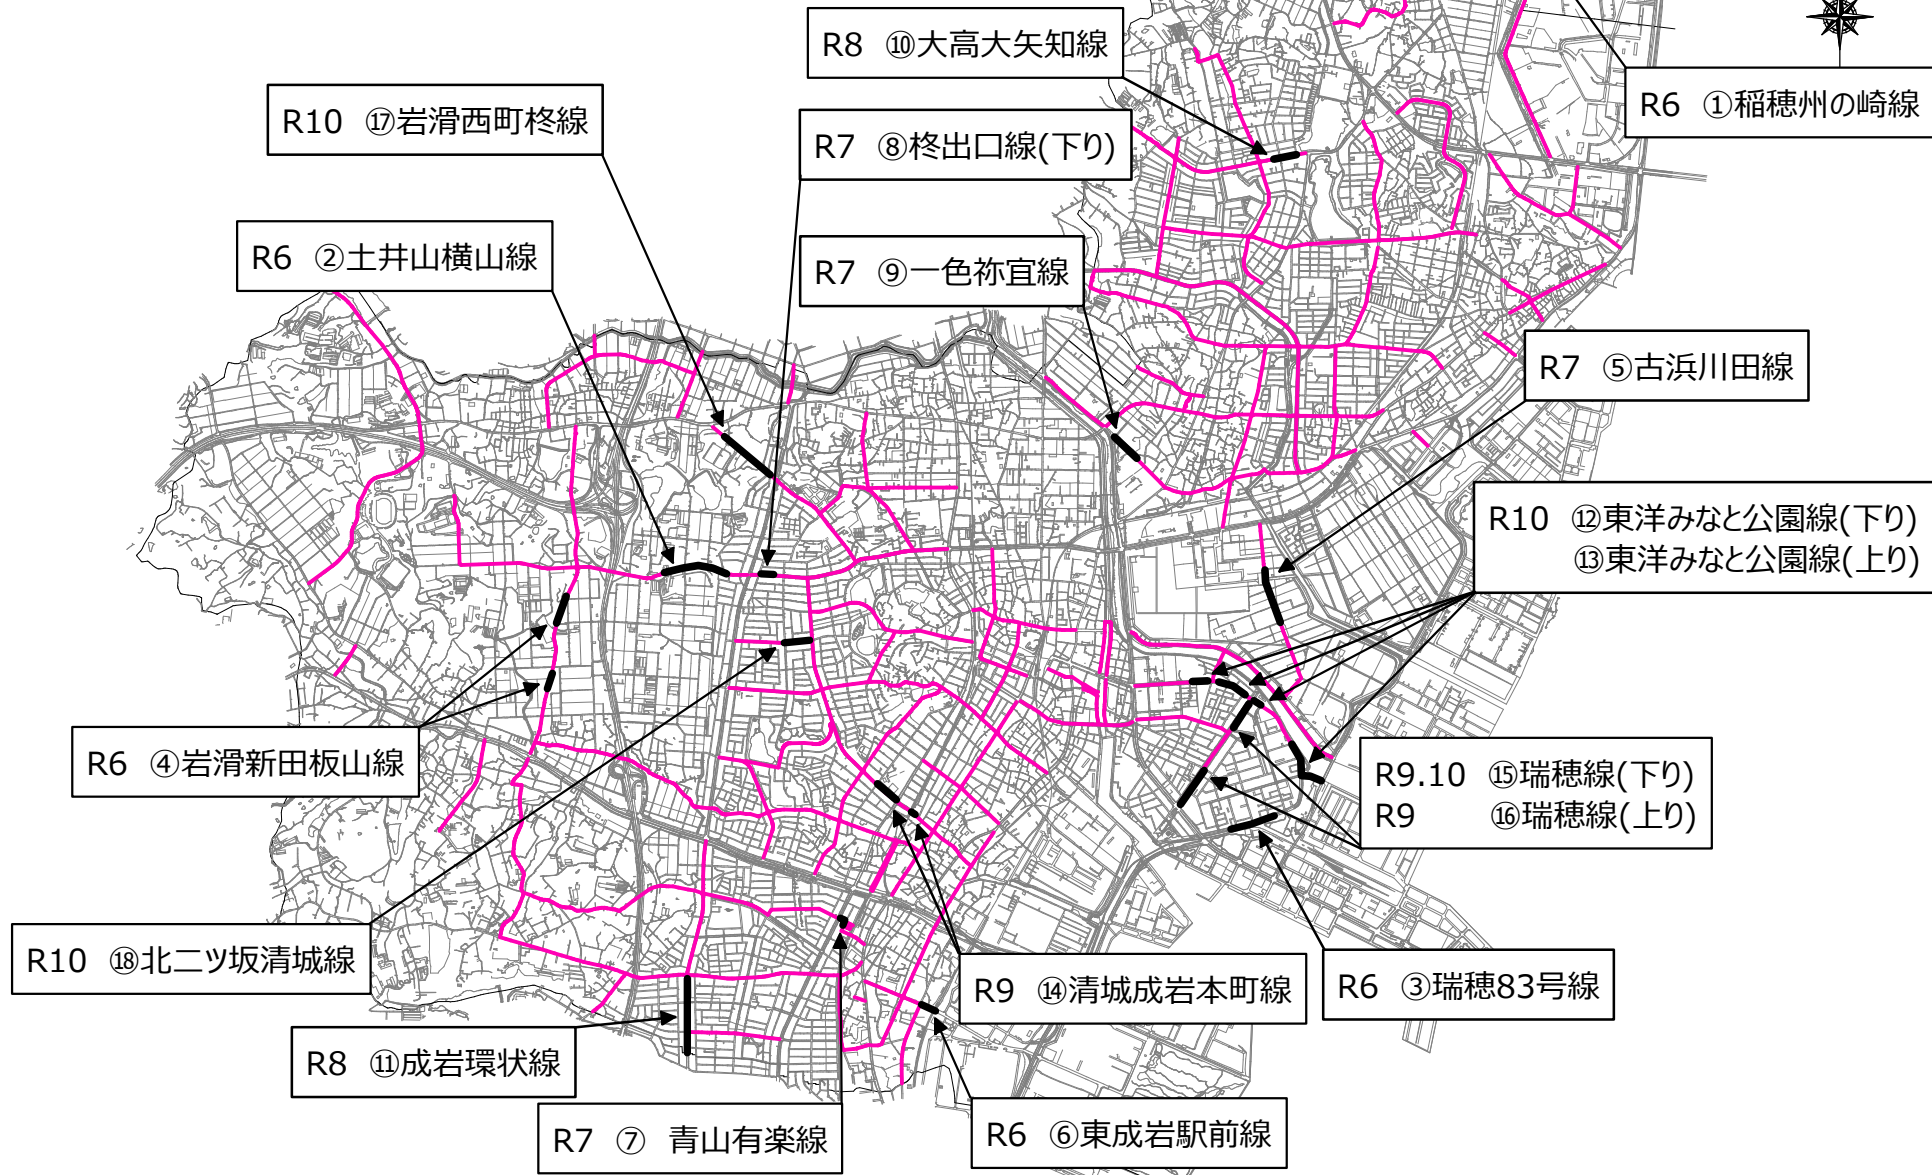 R8 ⑩大高大矢知線
R6 ①稲穂州の崎線
R10 ⑰岩滑西町柊線
R7 ⑧柊出口線(下り)
R6 ②土井山横山線
R7 ⑨一色祢宜線
R7 ⑤古浜川田線
R10 ⑫東洋みなと公園線(下り)
⑬東洋みなと公園線(上り)
R6 ④岩滑新田板山線
R9.10 ⑮瑞穂線(下り)
R9 ⑯瑞穂線(上り)
R10 ⑱北二ツ坂清城線
R9 ⑭清城成岩本町線
R6 ③瑞穂83号線
R8 ⑪成岩環状線
R7 ⑦ 青山有楽線
R6 ⑥東成岩駅前線